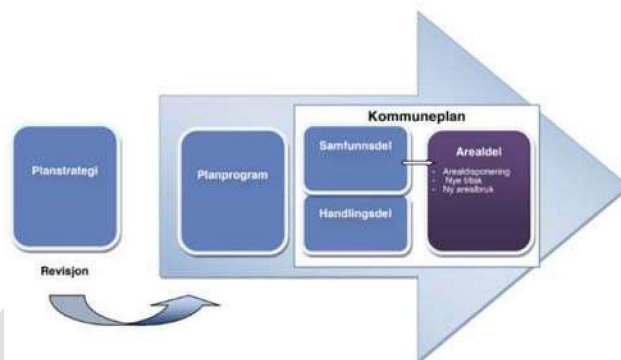 Kommuneplan
Planstrategi
Planprogram
Samfunnsdel
Handlingsdel
Arealdel
- Arealdisponering
- Nye tiltak
- Ny arealbruk
Revisjon